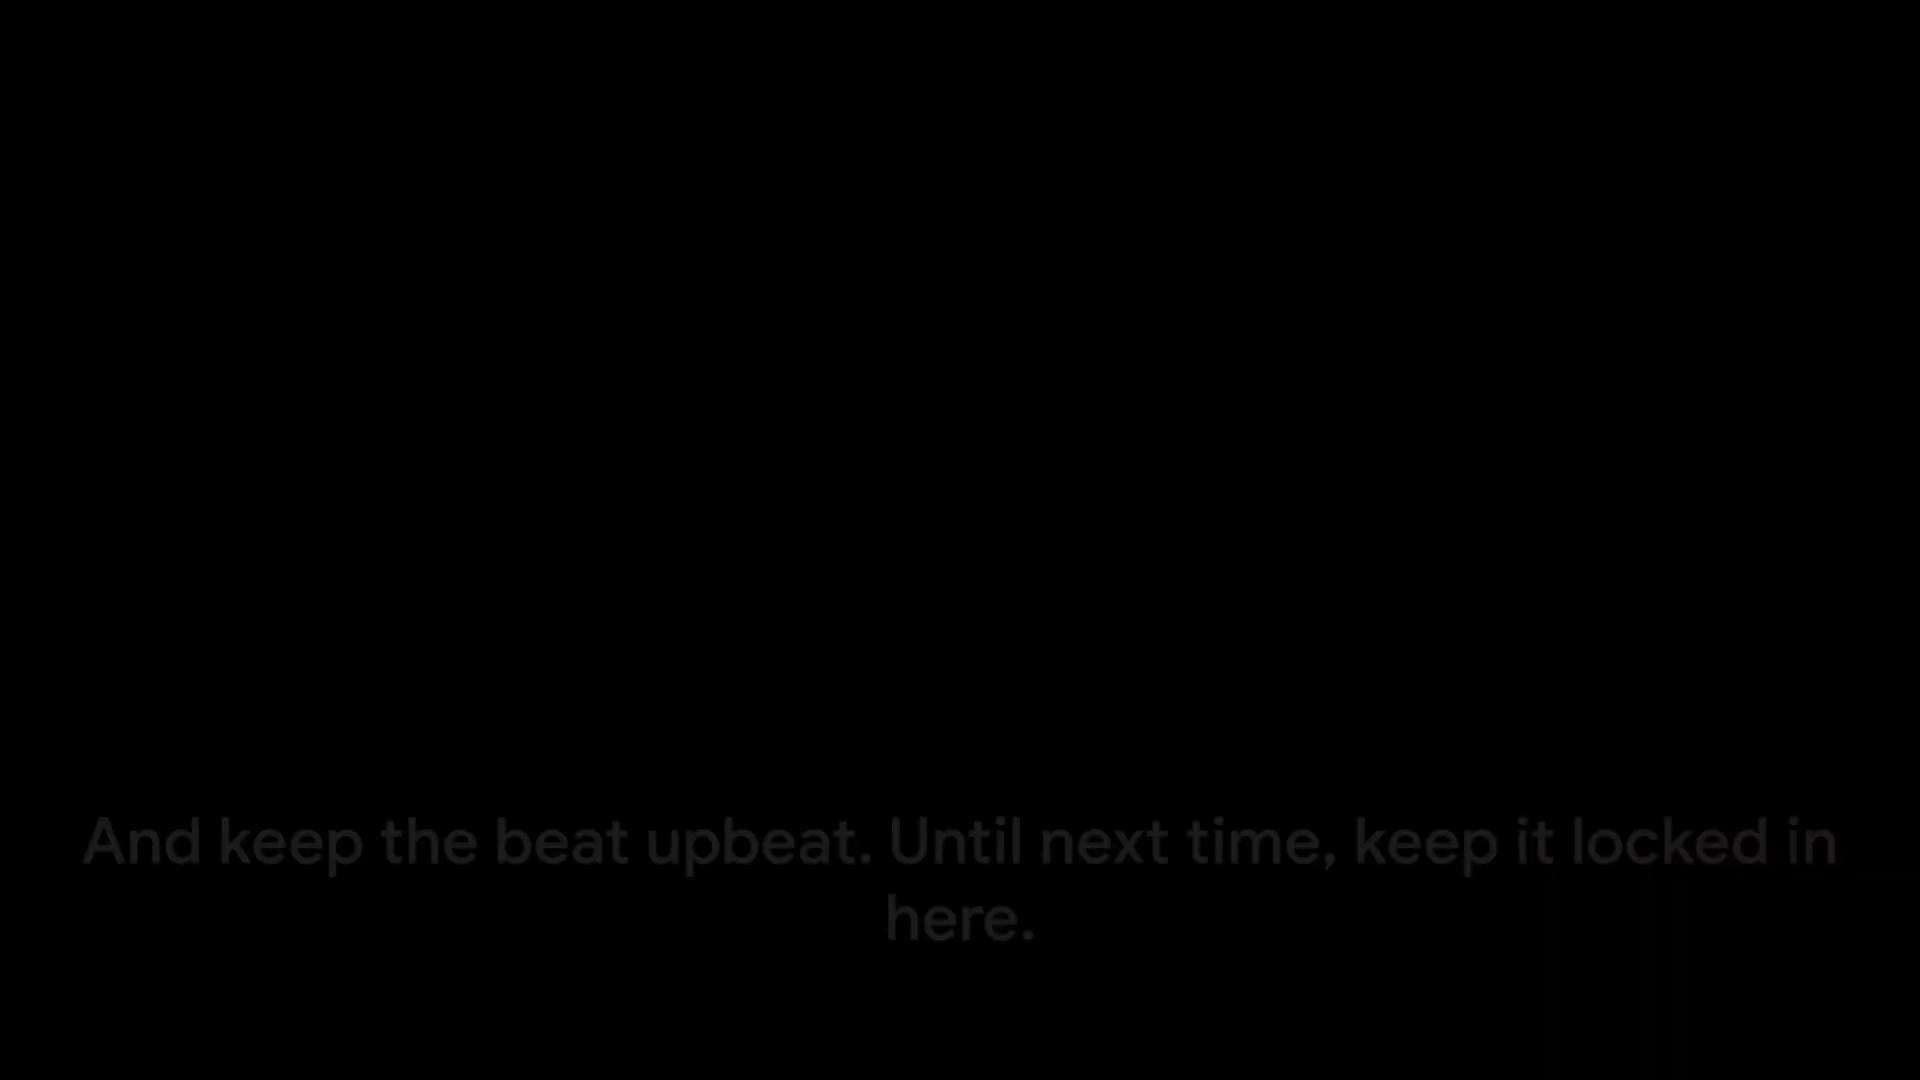 And keep the beat upbeat. Until next time, keep it locked in
here.